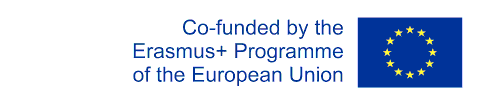 Co-funded by the
Erasmus+ Programme
of the European Union